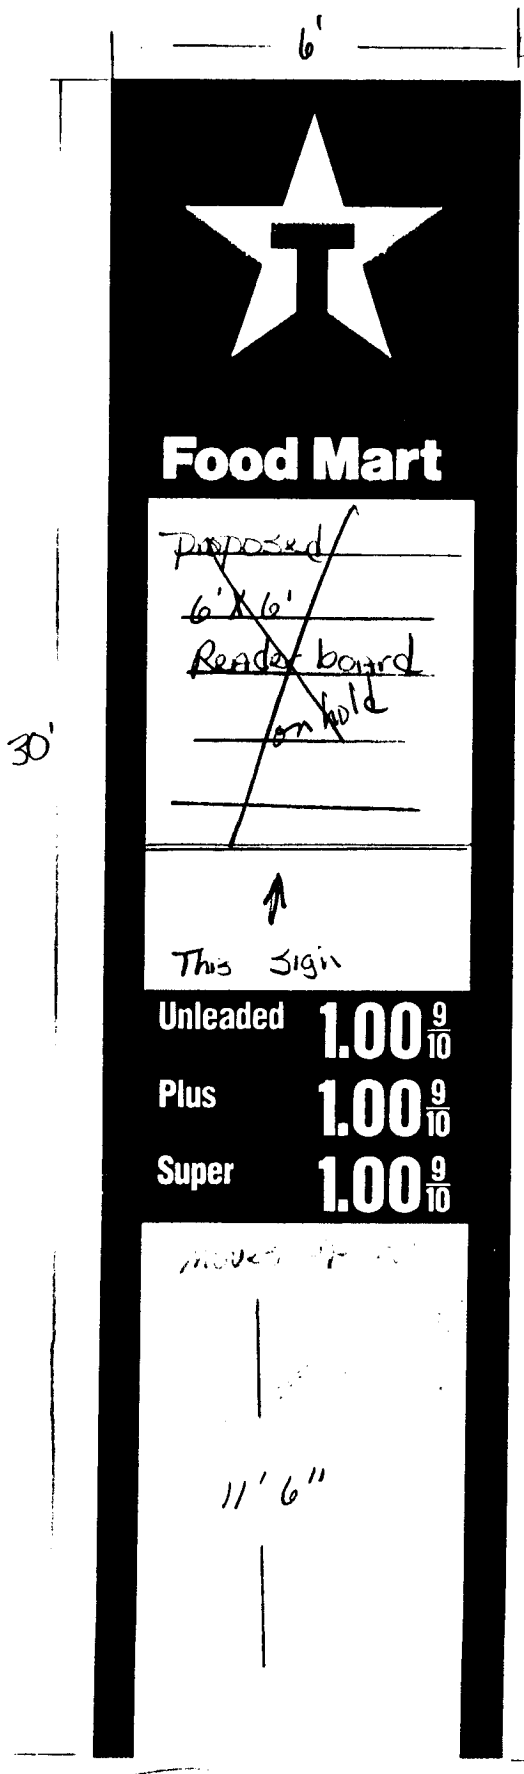 6'
T
Food Mart
Proposed
6' X 6'
Reader board
on hold
30'
This Sign
Unleaded 1.00 9/10
Plus 1.00 9/10
Super 1.00 9/10
11' 6"